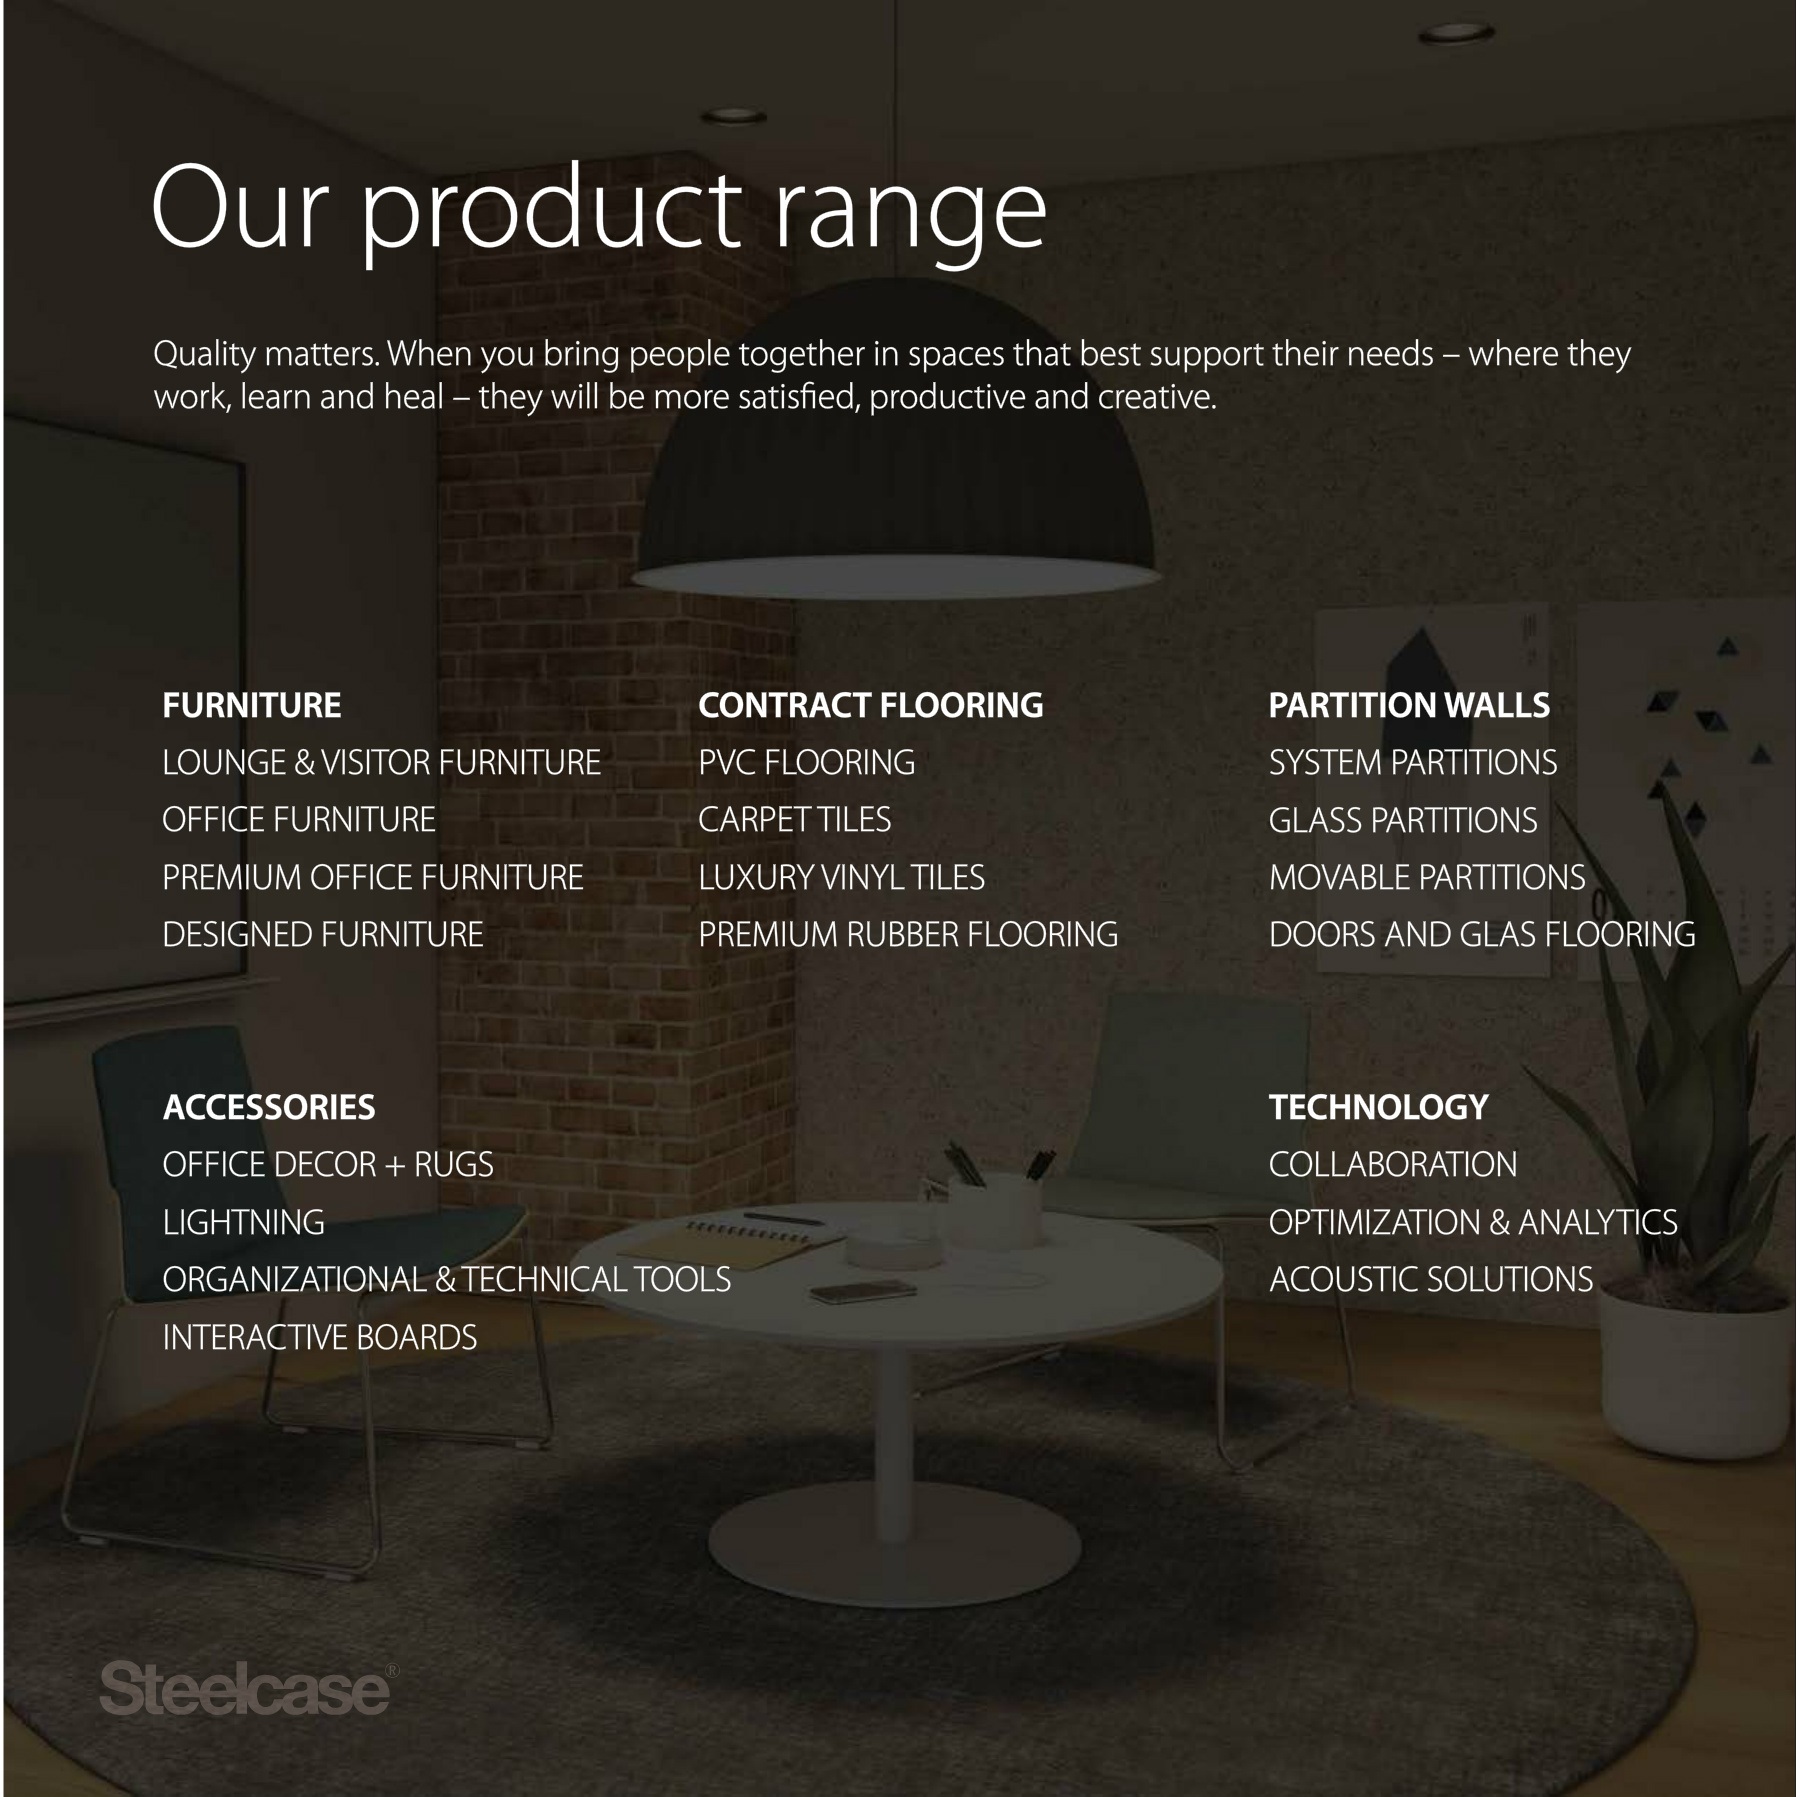 Our product range
Quality matters. When you bring people together in spaces that best support their needs – where they
work, learn and heal – they will be more satisfied, productive and creative.
FURNITURE
LOUNGE & VISITOR FURNITURE
OFFICE FURNITURE
PREMIUM OFFICE FURNITURE
DESIGNED FURNITURE
CONTRACT FLOORING
PVC FLOORING
CARPET TILES
LUXURY VINYL TILES
PREMIUM RUBBER FLOORING
PARTITION WALLS
SYSTEM PARTITIONS
GLASS PARTITIONS
MOVABLE PARTITIONS
DOORS AND GLAS FLOORING
ACCESSORIES
OFFICE DECOR + RUGS
LIGHTNING
ORGANIZATIONAL & TECHNICAL TOOLS
INTERACTIVE BOARDS
TECHNOLOGY
COLLABORATION
OPTIMIZATION & ANALYTICS
ACOUSTIC SOLUTIONS
Steelcase®